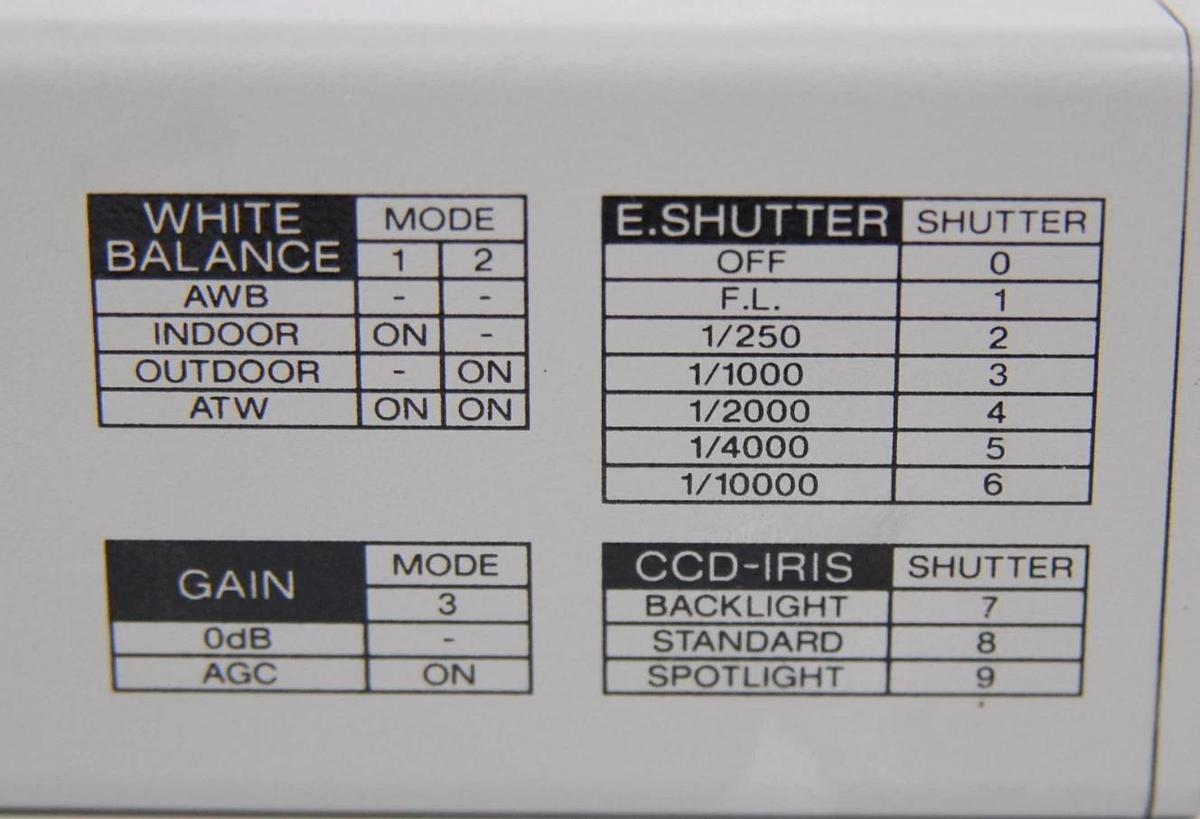 WHITE BALANCE MODE
1 2
AWB - -
INDOOR ON -
OUTDOOR - ON
ATW ON ON
E.SHUTTER SHUTTER
OFF 0
F.L. 1
1/250 2
1/1000 3
1/2000 4
1/4000 5
1/10000 6
GAIN MODE
3
0dB -
AGC ON
CCD-IRIS SHUTTER
BACKLIGHT 7
STANDARD 8
SPOTLIGHT 9